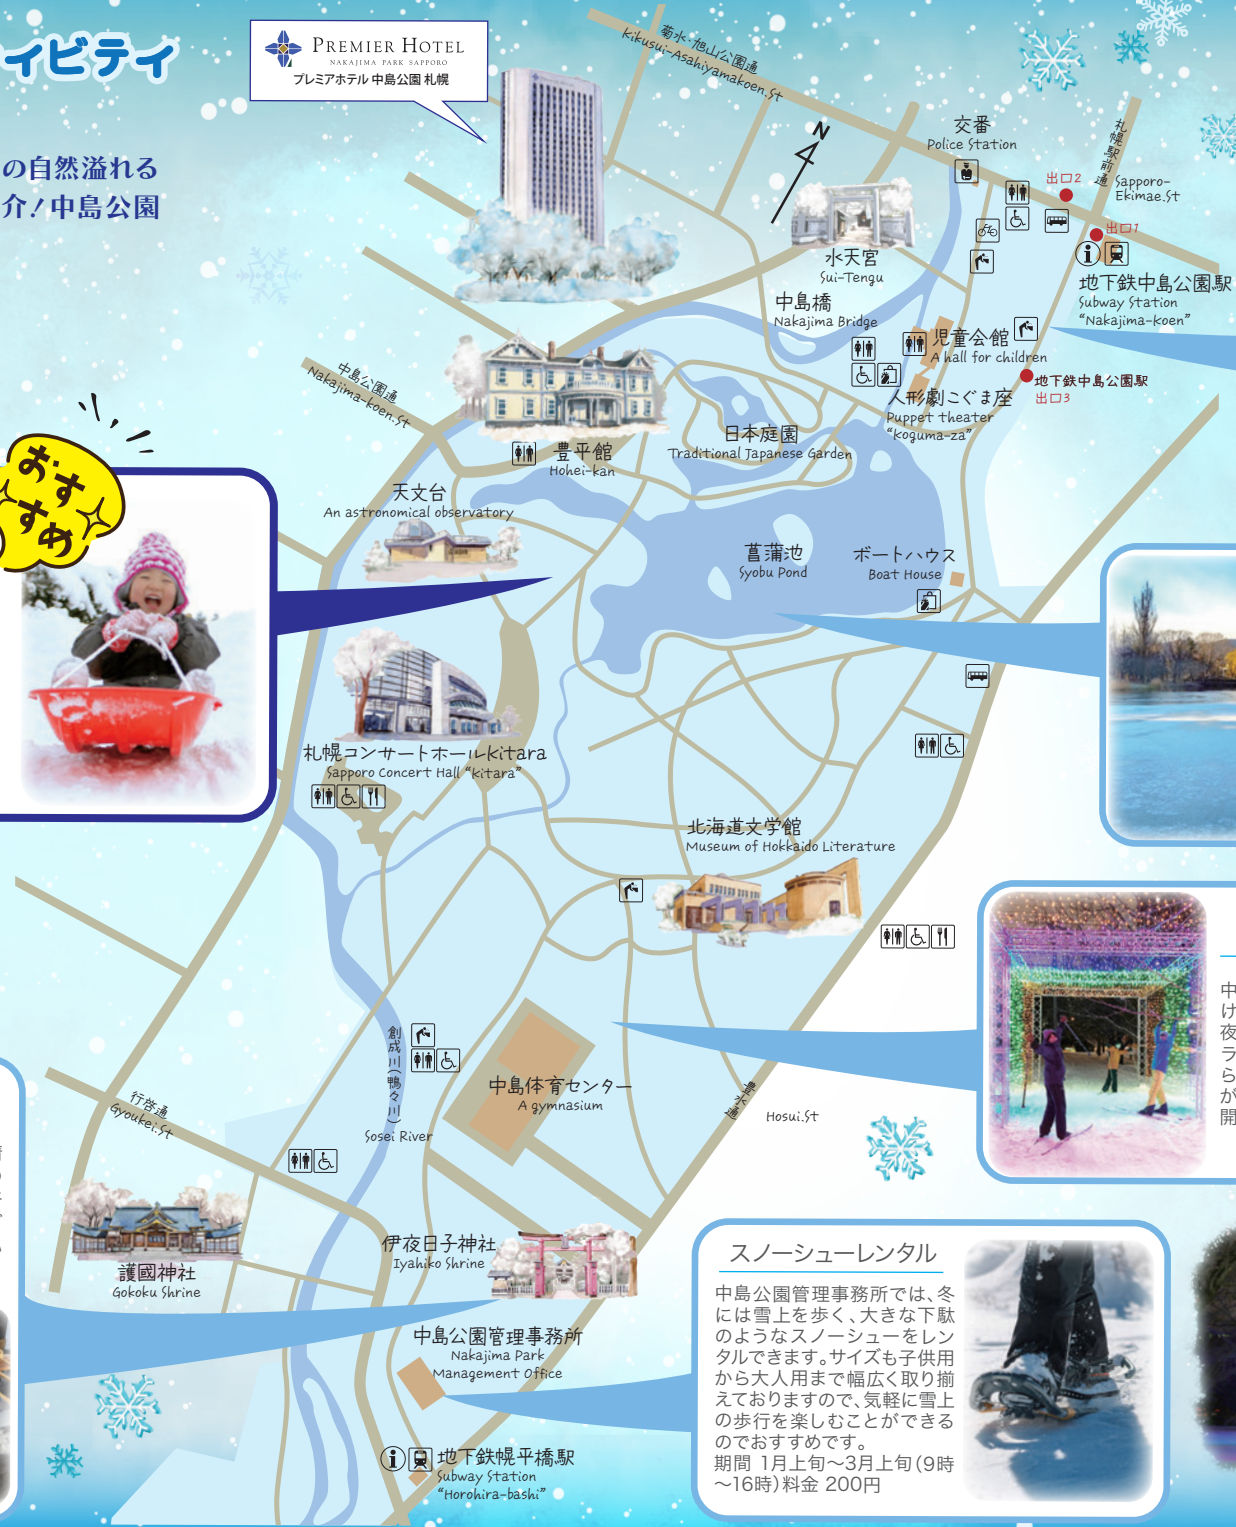 ィビティ
の自然溢れる
介！中島公園
PREMIER HOTEL
NAKAJIMA PARK SAPPORO
プレミアホテル 中島公園 札幌
菊水・旭山公園通
Kikusui-Asahiyamakoen.St
N
交番
Police Station
札幌駅前通
Sapporo-
Ekimae.St
出口2
出口1
地下鉄中島公園駅
Subway Station
“Nakajima-Koen”
水天宮
Sui-Tengu
中島橋
Nakajima Bridge
児童会館
A hall for children
地下鉄中島公園駅
出口3
人形劇こぐま座
Puppet theater
“Koguma-za”
中島公園通
Nakajima-koen.St
豊平館
Hohei-kan
日本庭園
Traditional Japanese Garden
おす
すめ
天文台
An astronomical observatory
菖蒲池
Syobu Pond
ボートハウス
Boat House
札幌コンサートホールkitara
Sapporo Concert Hall “Kitara”
北海道文学館
Museum of Hokkaido Literature
中
け
夜
ラ
ら
が
開
創成川(鴨々川)
Sosei River
中島体育センター
A gymnasium
豊水通
Hosui.St
行啓通
Gyoukei.St
護國神社
Gokoku Shrine
伊夜日子神社
Iyahiko Shrine
中島公園管理事務所
Nakajima Park
Management Office
地下鉄幌平橋駅
Subway Station
“Horohira-bashi”
スノーシューレンタル
中島公園管理事務所では、冬
には雪上を歩く、大きな下駄
のようなスノーシューをレン
タルできます。サイズも子供用
から大人用まで幅広く取り揃
えておりますので、気軽に雪上
の歩行を楽しむことができる
のでおすすめです。
期間 1月上旬〜3月上旬(9時
〜16時)料金 200円